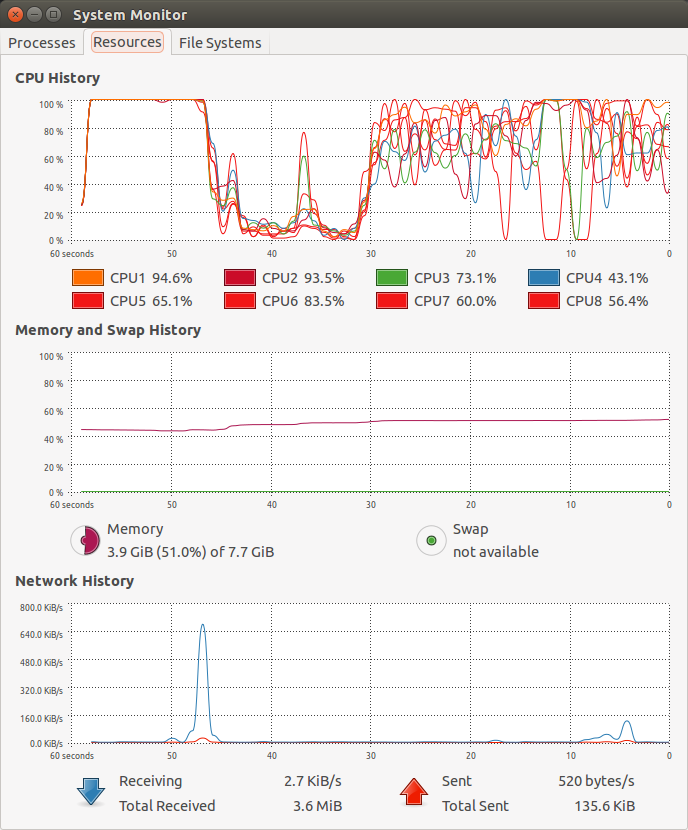 System Monitor
Processes Resources File Systems
CPU History
100 %
80 %
60 %
40 %
20 %
0 %
60 seconds 50 40 30 20 10 0
CPU1 94.6% CPU2 93.5% CPU3 73.1% CPU4 43.1%
CPU5 65.1% CPU6 83.5% CPU7 60.0% CPU8 56.4%
Memory and Swap History
100 %
80 %
60 %
40 %
20 %
0 %
60 seconds 50 40 30 20 10 0
Memory Swap
3.9 GiB (51.0%) of 7.7 GiB not available
Network History
800.0 KiB/s
640.0 KiB/s
480.0 KiB/s
320.0 KiB/s
160.0 KiB/s
0.0 KiB/s
60 seconds 50 40 30 20 10 0
Receiving 2.7 KiB/s Sent 520 bytes/s
Total Received 3.6 MiB Total Sent 135.6 KiB